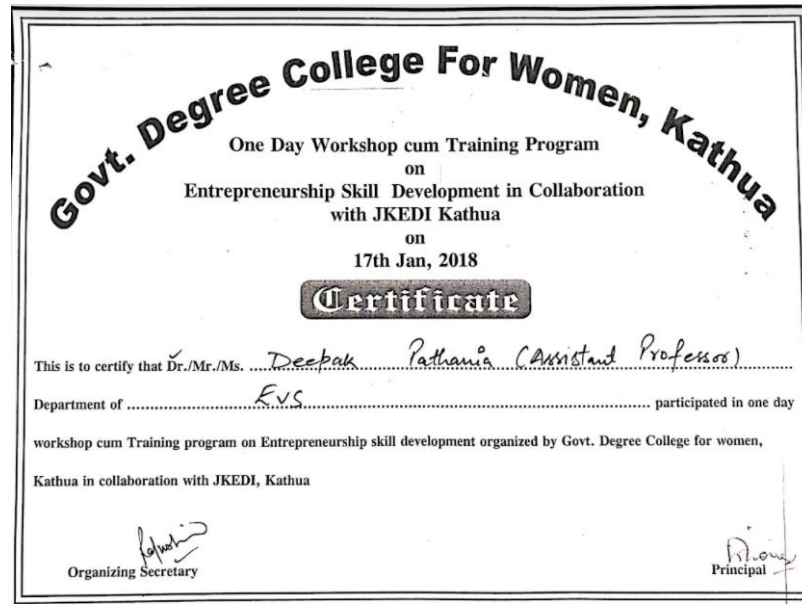 Govt. Degree College For Women, Kathua
One Day Workshop cum Training Program
on
Entrepreneurship Skill Development in Collaboration
with JKEDI Kathua
on
17th Jan, 2018
Certificate
This is to certify that Dr./Mr./Ms. Deepak Pathania (Assistant Professor)
Department of EVS participated in one day
workshop cum Training program on Entrepreneurship skill development organized by Govt. Degree College for women,
Kathua in collaboration with JKEDI, Kathua
Organizing Secretary
Principal